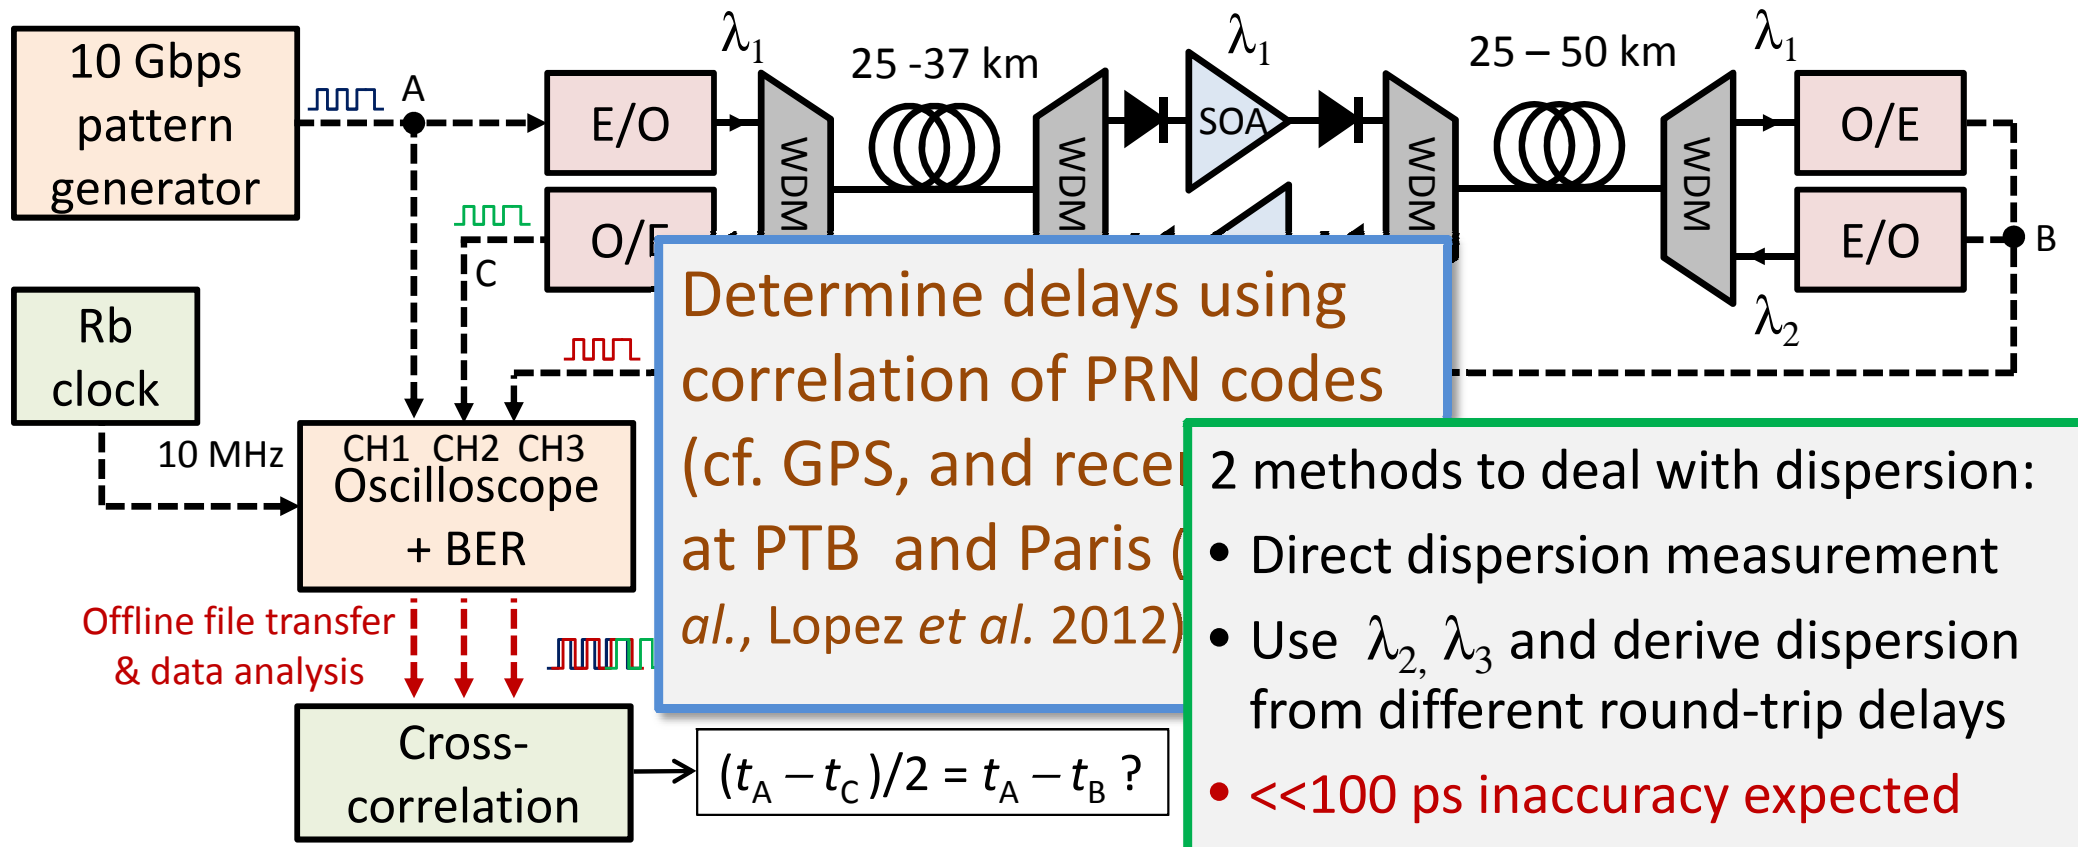 10 Gbps
pattern
generator
A
E/O
λ1
WDM
25 -37 km
WDM
λ1
SOA
WDM
25 – 50 km
WDM
λ1
O/E
E/O
B
λ2
C
Rb
clock
10 MHz
CH1 CH2 CH3
Oscilloscope
+ BER
Offline file transfer
& data analysis
Cross-
correlation
(tA – tC)/2 = tA – tB ?
Determine delays using
correlation of PRN codes
(cf. GPS, and
at PTB and Paris (
al., Lopez et al. 2012)
2 methods to deal with dispersion:
• Direct dispersion measurement
• Use λ2, λ3 and derive dispersion
from different round-trip delays
• <<100 ps inaccuracy expected